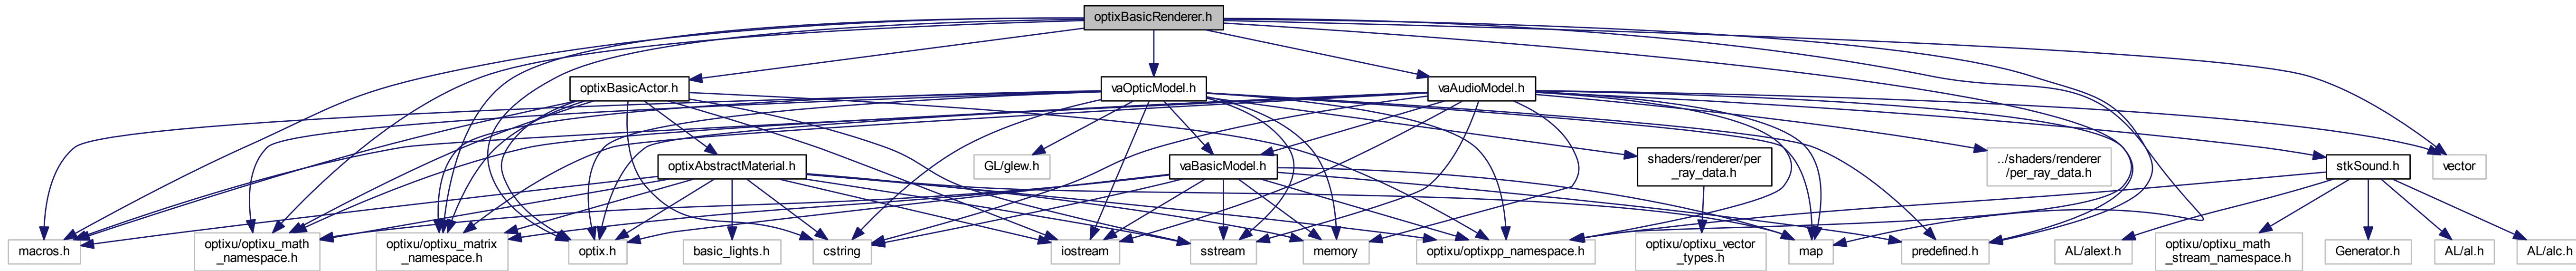 optixBasicRenderer.h
optixBasicActor.h
vaOpticModel.h
vaAudioModel.h
optixAbstractMaterial.h
GL/glew.h
vaBasicModel.h
shaders/renderer/per
_ray_data.h
../shaders/renderer
/per_ray_data.h
stkSound.h
vector
macros.h
optixu/optixu_math
_namespace.h
optixu/optixu_matrix
_namespace.h
optix.h
basic_lights.h
cstring
iostream
sstream
memory
optixu/optixpp_namespace.h
optixu/optixu_vector
_types.h
map
predefined.h
AL/alext.h
optixu/optixu_math
_stream_namespace.h
Generator.h
AL/al.h
AL/alc.h